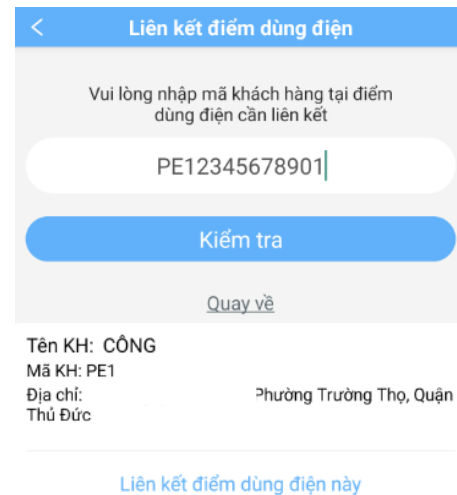 Liên kết điểm dùng điện
Vui lòng nhập mã khách hàng tại điểm
dùng điện cần liên kết
PE12345678901
Kiểm tra
Quay về
Tên KH: CÔNG
Mã KH: PE1
Địa chỉ: Phường Trường Thọ, Quận
Thủ Đức
Liên kết điểm dùng điện này